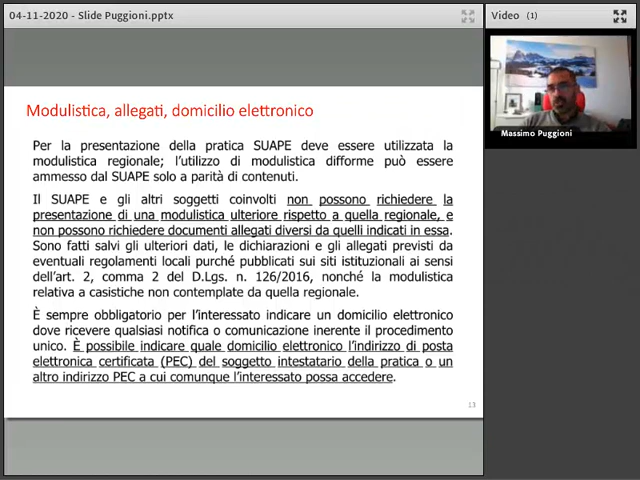 04-11-2020 - Slide Puggioni.pptx
Video (1)
Massimo Puggioni
Modulistica, allegati, domicilio elettronico
Per la presentazione della pratica SUAPE deve essere utilizzata la
modulistica regionale; l'utilizzo di modulistica difforme può essere
ammesso dal SUAPE solo a parità di contenuti.
Il SUAPE e gli altri soggetti coinvolti non possono richiedere la
presentazione di una modulistica ulteriore rispetto a quella regionale, e
non possono richiedere documenti allegati diversi da quelli indicati in essa.
Sono fatti salvi gli ulteriori dati, le dichiarazioni e gli allegati previsti da
eventuali regolamenti locali purché pubblicati sui siti istituzionali ai sensi
dell'art. 2, comma 2 del D.Lgs. n. 126/2016, nonché la modulistica
relativa a casistiche non contemplate da quella regionale.
È sempre obbligatorio per l'interessato indicare un domicilio elettronico
dove ricevere qualsiasi notifica o comunicazione inerente il procedimento
unico. È possibile indicare quale domicilio elettronico l'indirizzo di posta
elettronica certificata (PEC) del soggetto intestatario della pratica o un
altro indirizzo PEC a cui comunque l'interessato possa accedere.
13